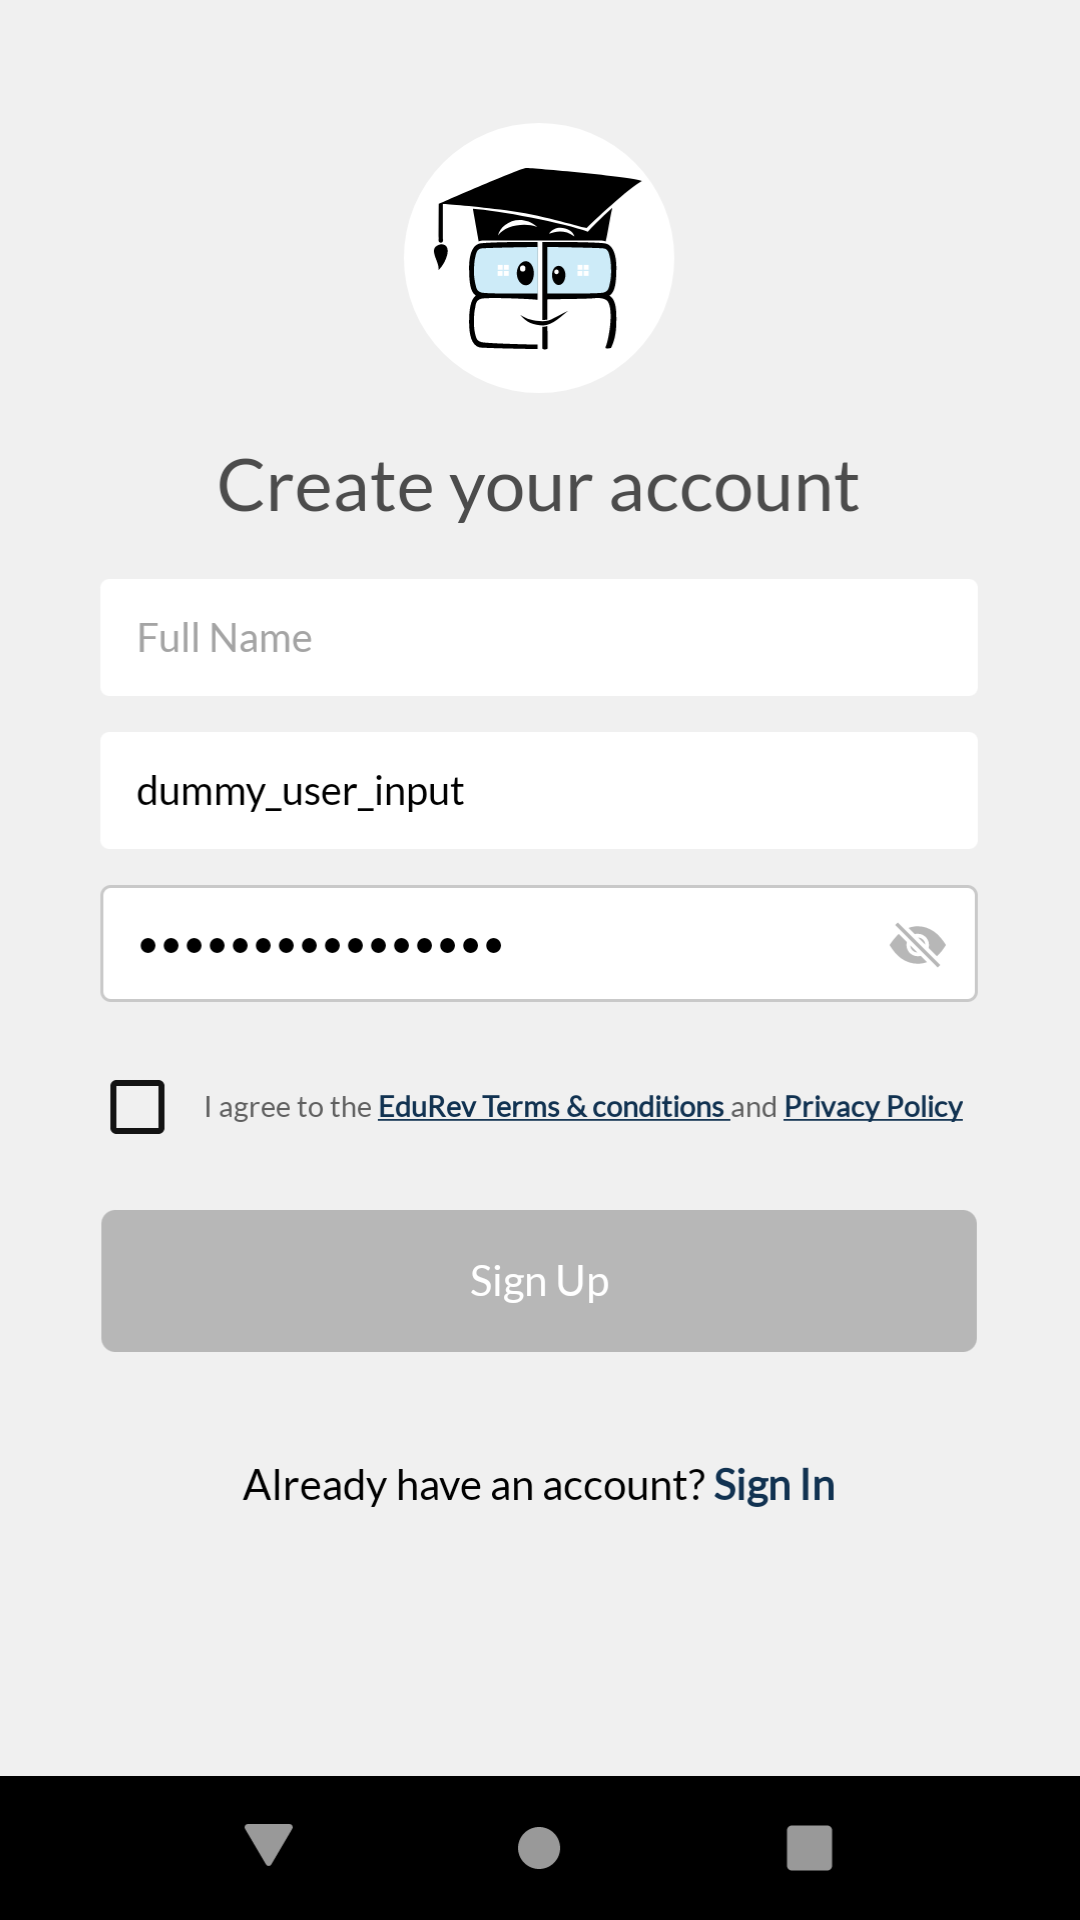 Create your account
Full Name
dummy_user_input
••••••••••••••••
I agree to the EduRev Terms & conditions and Privacy Policy
Sign Up
Already have an account? Sign In